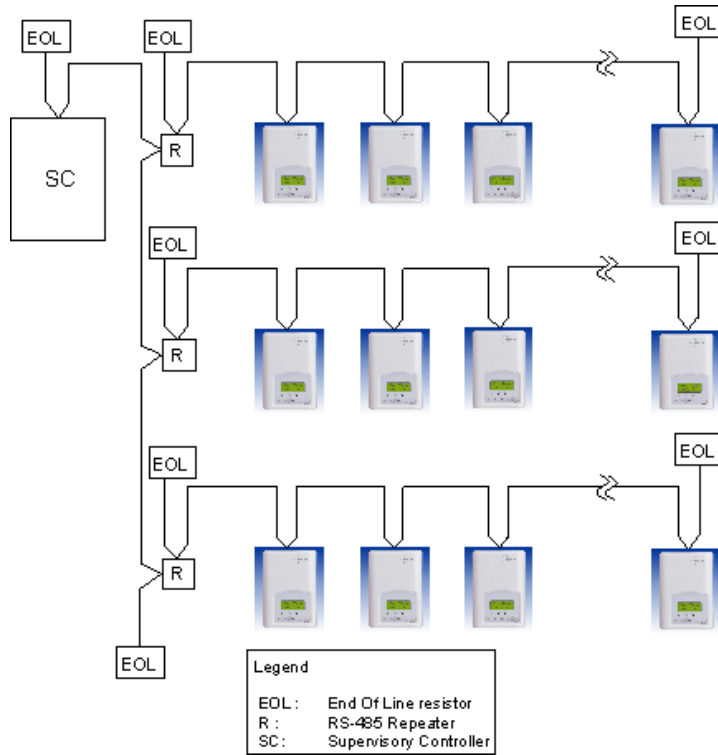 EOL
EOL
EOL
SC
R
EOL
EOL
R
EOL
EOL
R
EOL
Legend
EOL : End Of Line resistor
R : RS-485 Repeater
SC: Supervisory Controller